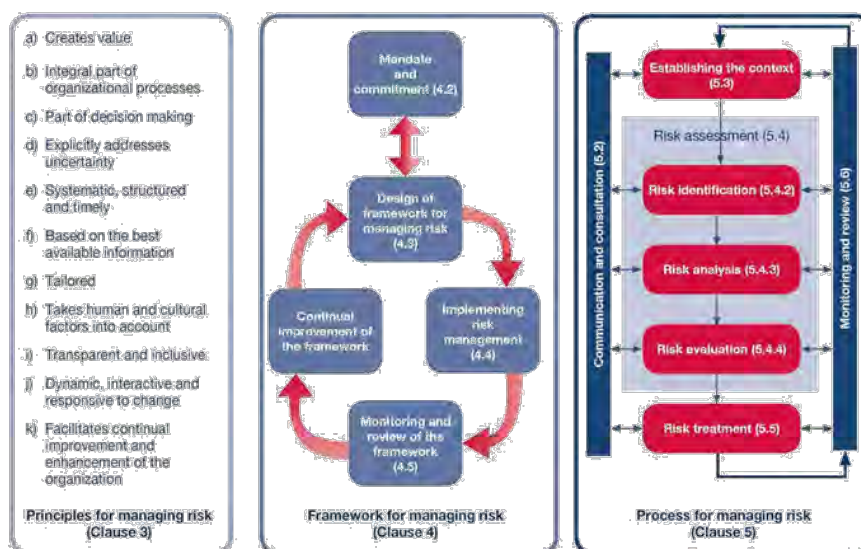 a) Creates value
b) Integral part of
organizational processes
c) Part of decision making
d) Explicitly addresses
uncertainty
e) Systematic, structured
and timely
f) Based on the best
available information
g) Tailored
h) Takes human and cultural
factors into account
i) Transparent and inclusive
j) Dynamic, interactive and
responsive to change
k) Facilitates continual
improvement and
enhancement of the
organization
Principles for managing risk
(Clause 3)
Mandate
and
commitment (4.2)
Design of
framework for
managing risk
(4.3)
Implementing
risk
management
(4.4)
Continual
improvement of
the framework
Monitoring and
review of the
framework
(4.5)
Framework for managing risk
(Clause 4)
Communication and consultation (5.2)
Establishing the context
(5.3)
Risk assessment (5.4)
Risk identification (5.4.2)
Risk analysis (5.4.3)
Risk evaluation (5.4.4)
Risk treatment (5.5)
Monitoring and review (5.6)
Process for managing risk
(Clause 5)